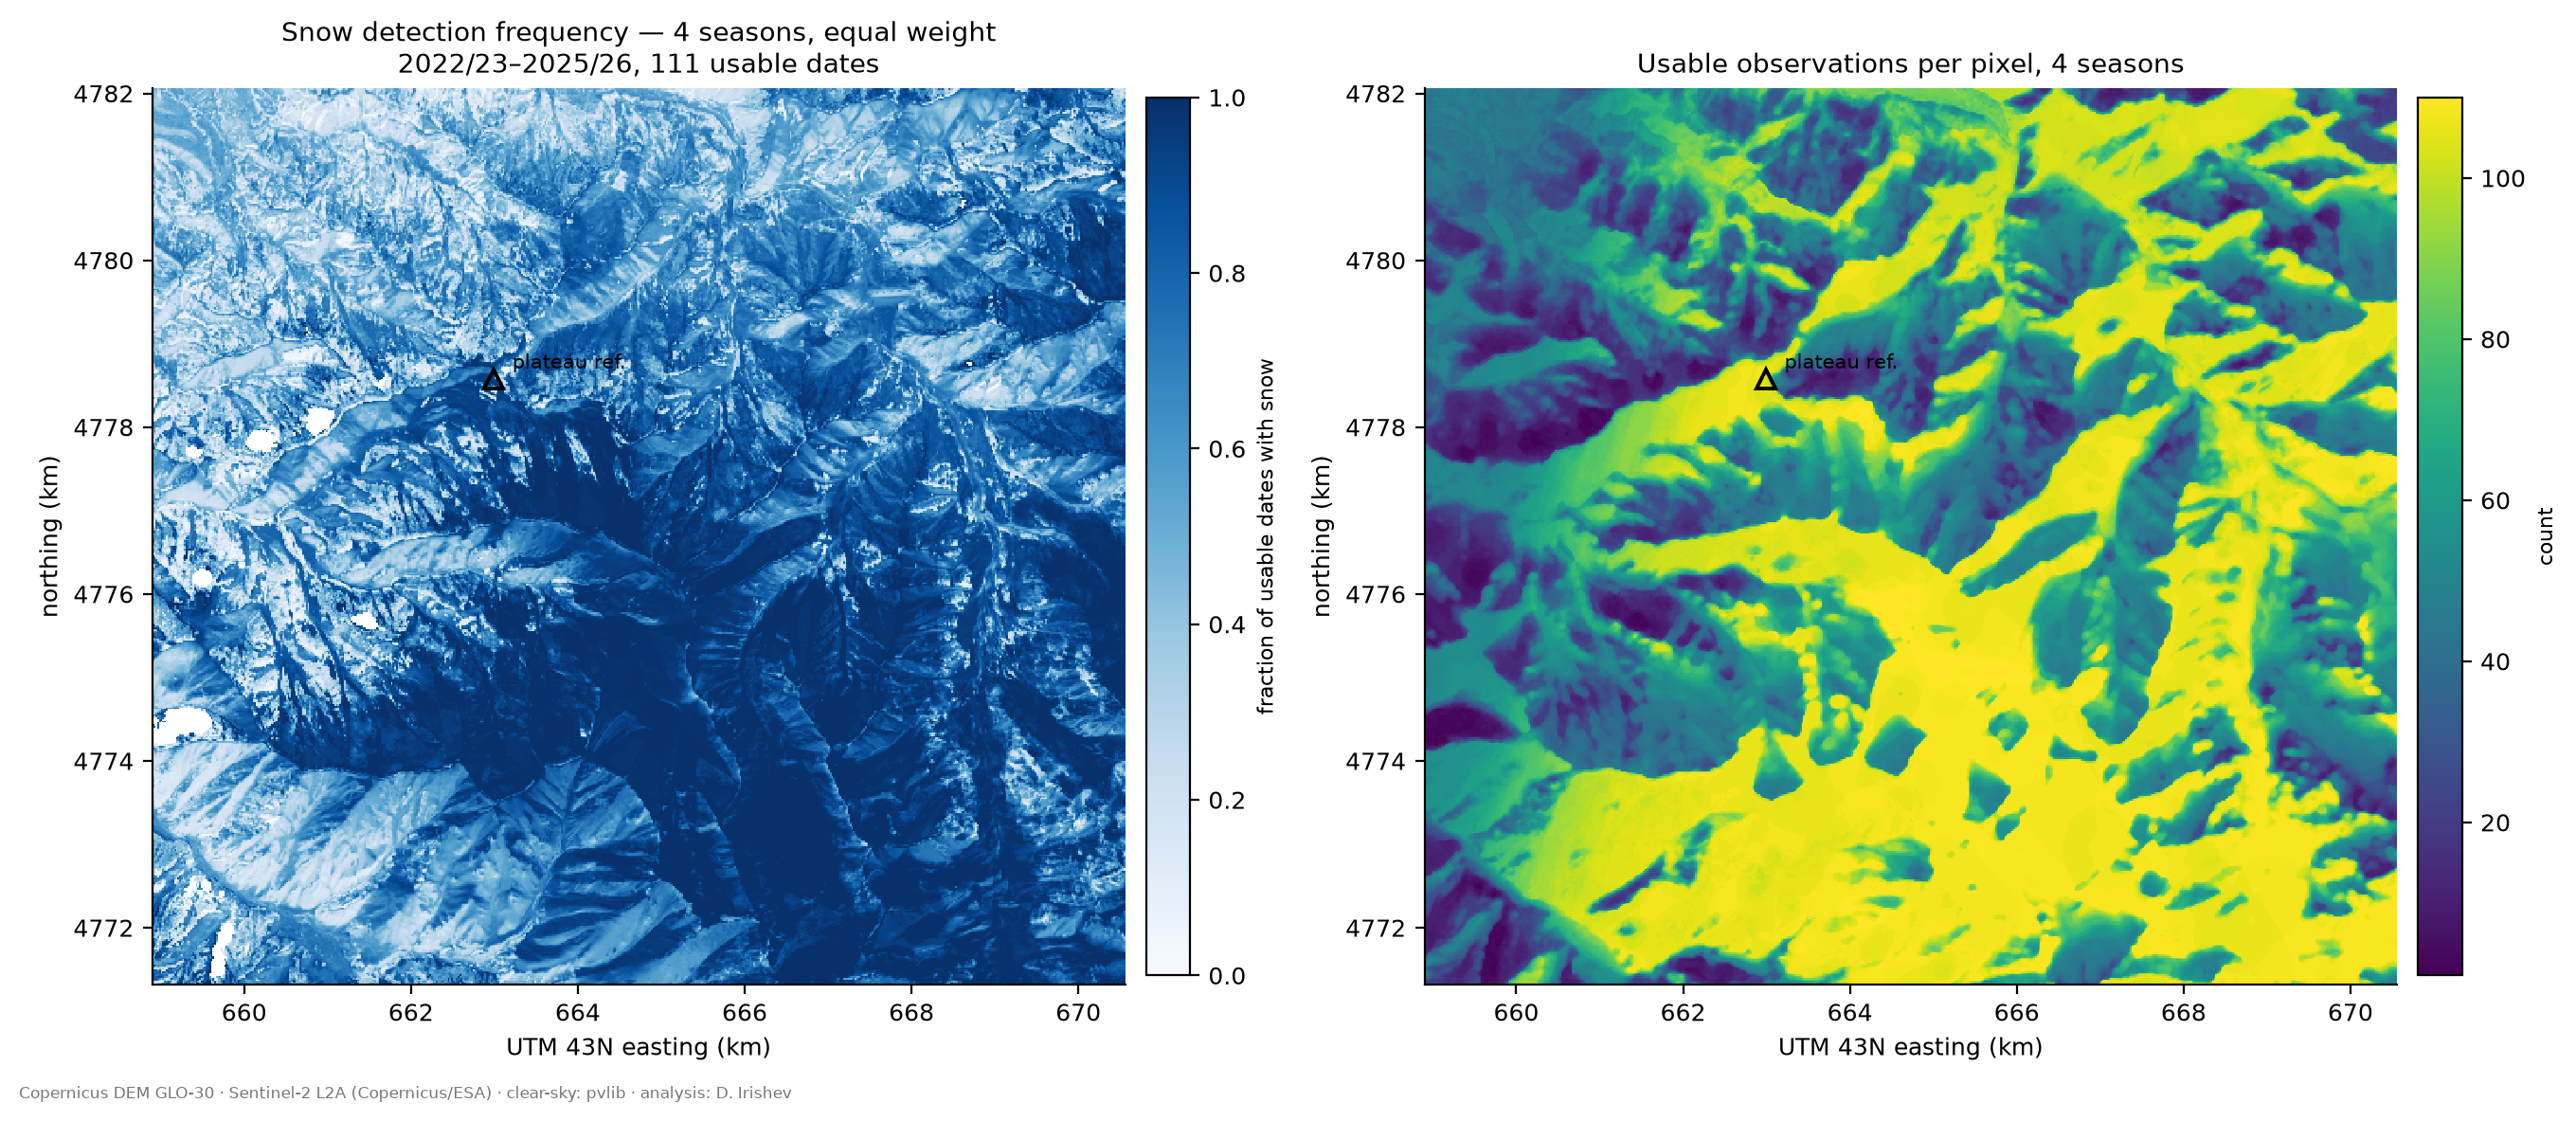 Snow detection frequency — 4 seasons, equal weight
2022/23–2025/26, 111 usable dates
4782
4780
4778
4776
4774
4772
northing (km)
plateau ref.
660
662
664
666
668
670
UTM 43N easting (km)
1.0
0.8
0.6
0.4
0.2
0.0
fraction of usable dates with snow
Usable observations per pixel, 4 seasons
4782
4780
4778
4776
4774
4772
northing (km)
plateau ref.
660
662
664
666
668
670
UTM 43N easting (km)
100
80
60
40
20
count
Copernicus DEM GLO-30 · Sentinel-2 L2A (Copernicus/ESA) · clear-sky: pvlib · analysis: D. Irishev